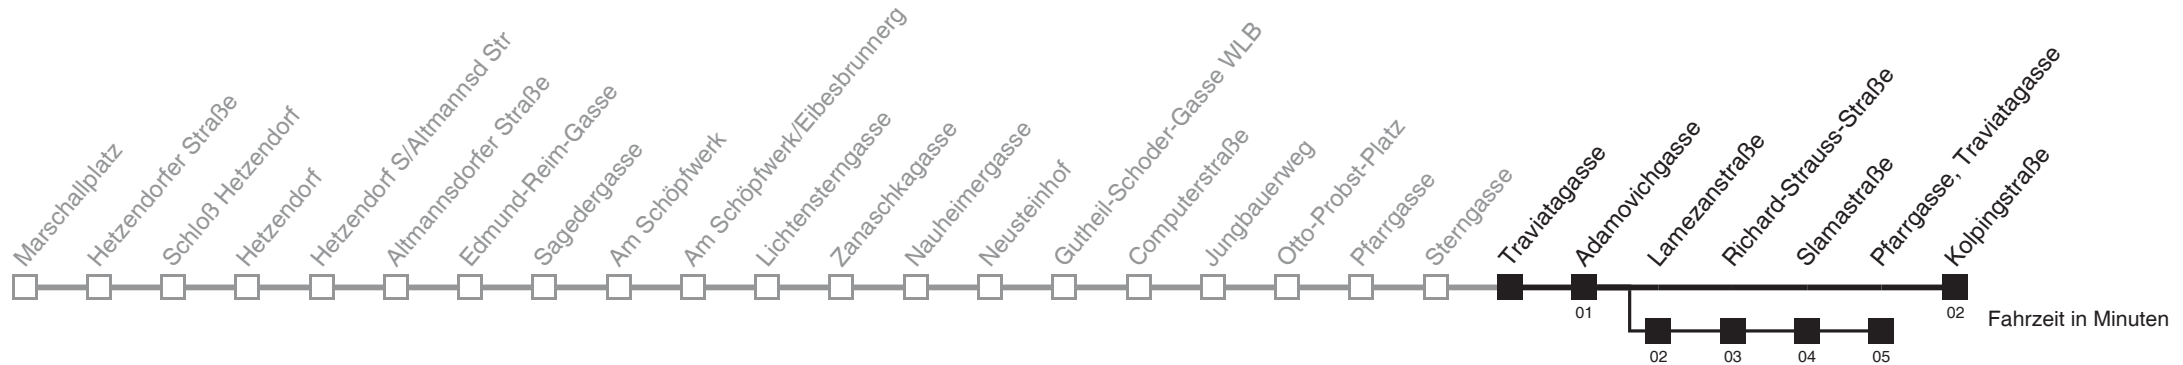 Marschallplatz
Hetzendorfer Straße
Schloß Hetzendorf
Hetzendorf
Hetzendorf S/Altmannsd Str
Altmannsdorfer Straße
Edmund-Reim-Gasse
Sagedergasse
Am Schöpfwerk
Am Schöpfwerk/Eibesbrunnerg
Lichtensterngasse
Zanaschkagasse
Nauheimergasse
Neusteinhof
Gutheil-Schoder-Gasse WLB
Computerstraße
Jungbauerweg
Otto-Probst-Platz
Pfarrgasse
Sterngasse
Traviatagasse
Adamovichgasse
Lamezanstraße
Richard-Strauss-Straße
Slamastraße
Pfarrgasse, Traviatagasse
Kolpingstraße
01
02
Fahrzeit in Minuten
02
03
04
05